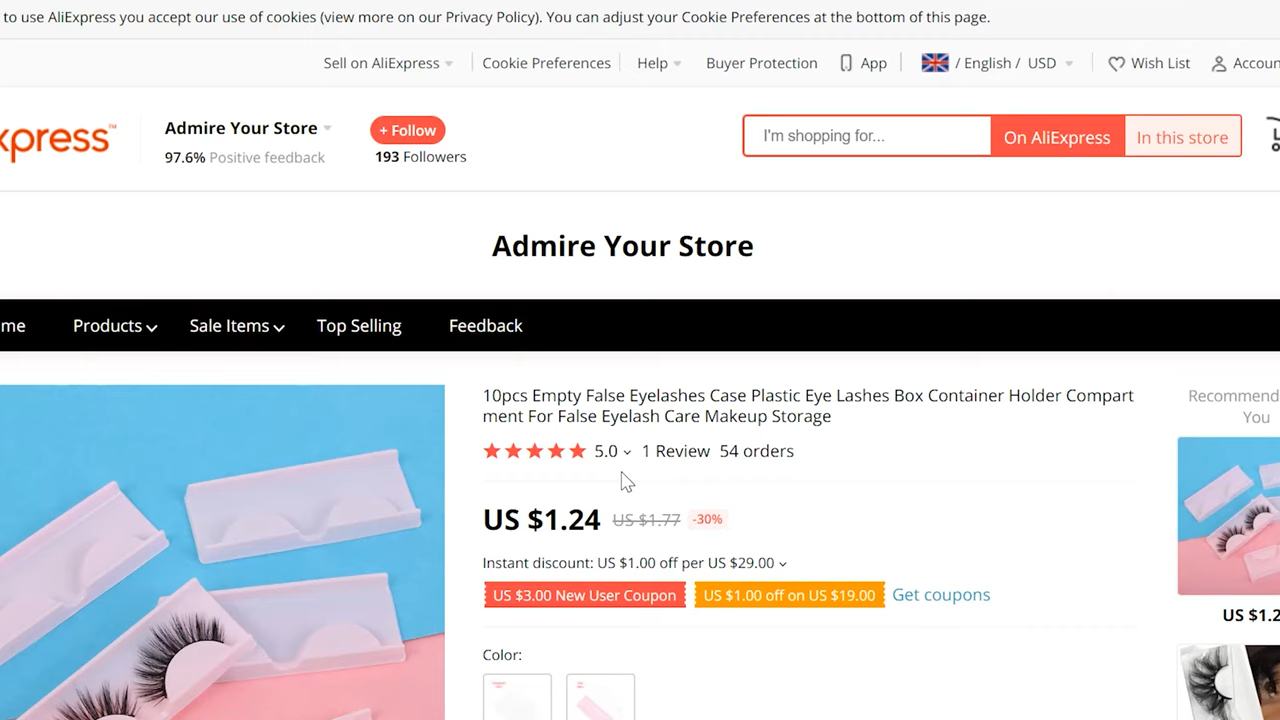 to use AliExpress you accept our use of cookies (view more on our Privacy Policy). You can adjust your Cookie Preferences at the bottom of this page.
Sell on AliExpress Cookie Preferences Help Buyer Protection App / English / USD Wish List Accoun
xpress™ Admire Your Store + Follow I'm shopping for... On AliExpress In this store
97.6% Positive feedback 193 Followers
Admire Your Store
me Products Sale Items Top Selling Feedback
10pcs Empty False Eyelashes Case Plastic Eye Lashes Box Container Holder Compart
ment For False Eyelash Care Makeup Storage
Recommend
You
5.0 1 Review 54 orders
US $1.24 US $1.77 -30%
Instant discount: US $1.00 off per US $29.00
US $3.00 New User Coupon US $1.00 off on US $19.00 Get coupons
US $1.2
Color: